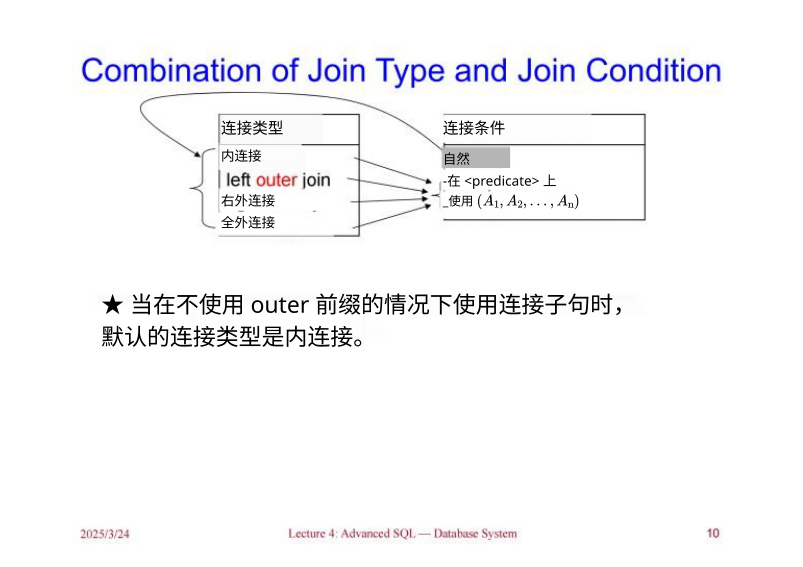 Combination of Join Type and Join Condition
连接类型
内连接
left outer join
右外连接
全外连接
连接条件
自然
-在 <predicate> 上
_使用 (A₁, A₂, . . . , Aₙ)
★ 当在不使用 outer 前缀的情况下使用连接子句时，
默认的连接类型是内连接。
2025/3/24
Lecture 4: Advanced SQL — Database System
10